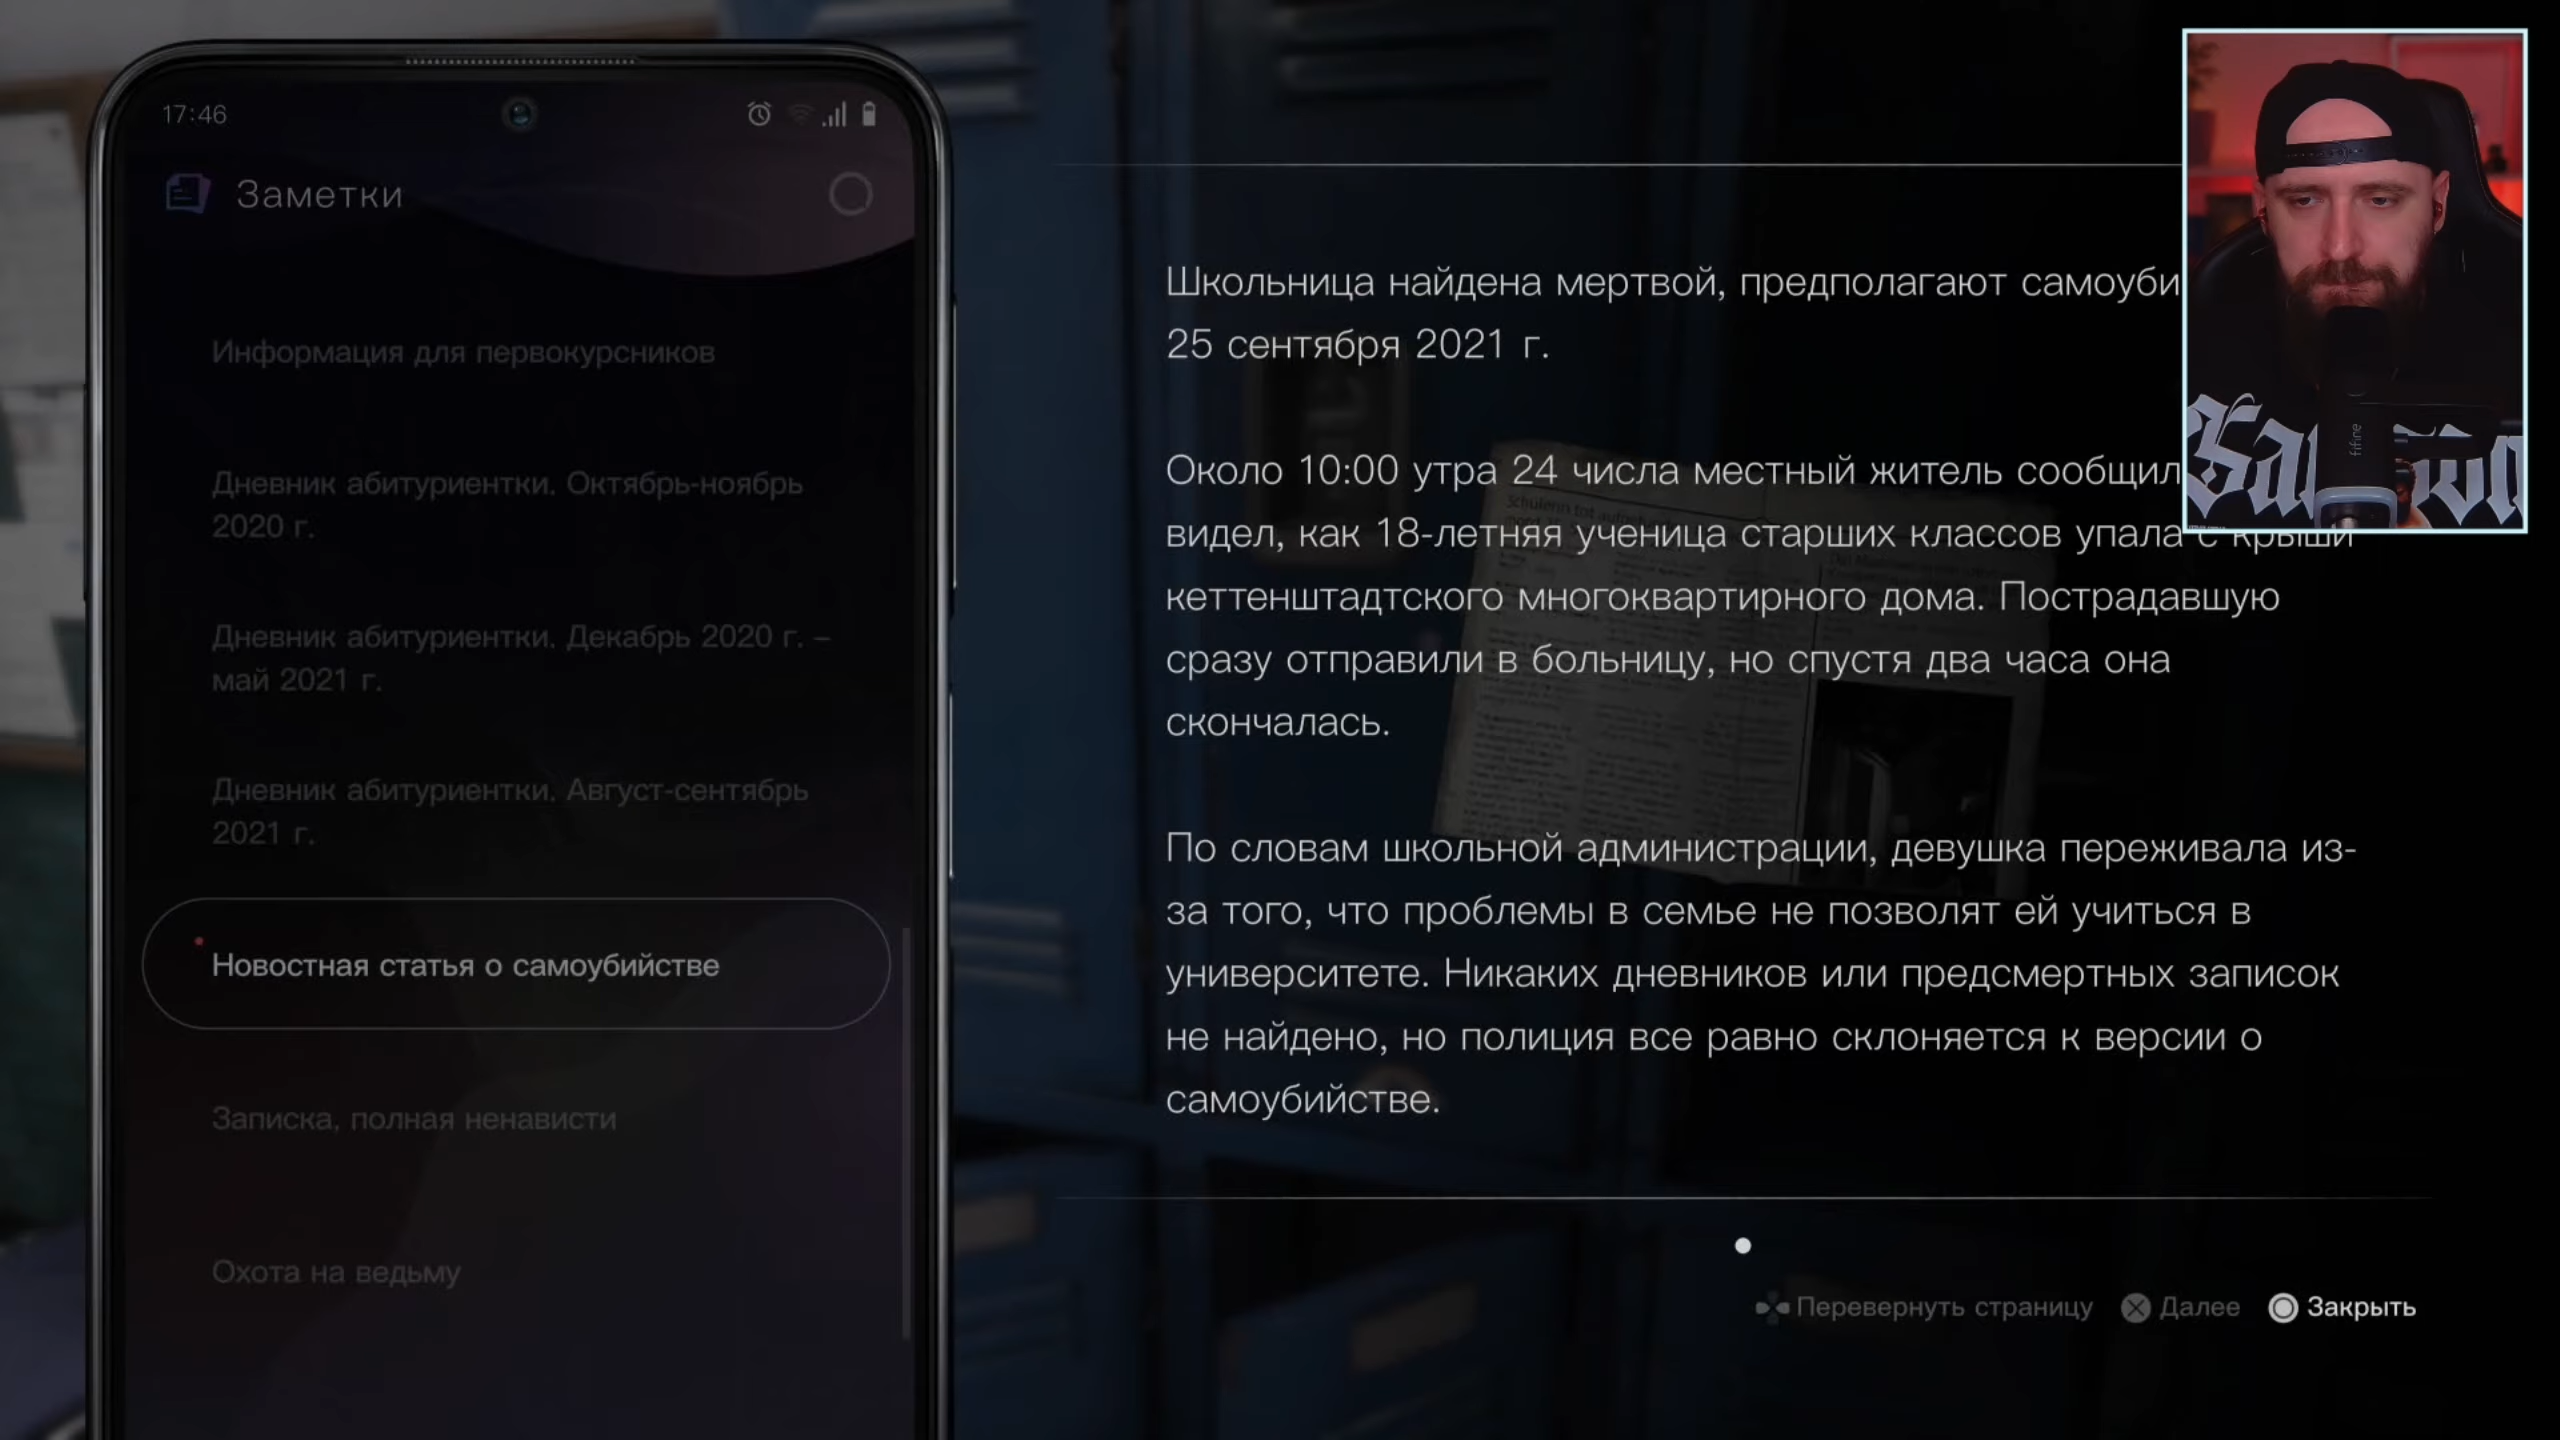 17:46
Заметки
Информация для первокурсников
Дневник абитуриентки. Октябрь-ноябрь
2020 г.
Дневник абитуриентки. Декабрь 2020 г. –
май 2021 г.
Дневник абитуриентки. Август-сентябрь
2021 г.
Новостная статья о самоубийстве
Записка, полная ненависти
Охота на ведьму
Школьница найдена мертвой, предполагают
25 сентября 2021 г.
Около 10:00 утра 24 числа местный житель сообщил
видел, как 18-летняя ученица старших классов упала с крыши
кеттенштадтского многоквартирного дома. Пострадавшую
сразу отправили в больницу, но спустя два часа она
скончалась.
По словам школьной администрации, девушка переживала из-
за того, что проблемы в семье не позволят ей учиться в
университете. Никаких дневников или предсмертных записок
не найдено, но полиция все равно склоняется к версии о
самоубийстве.
Перевернуть страницу Далее Закрыть
fifine